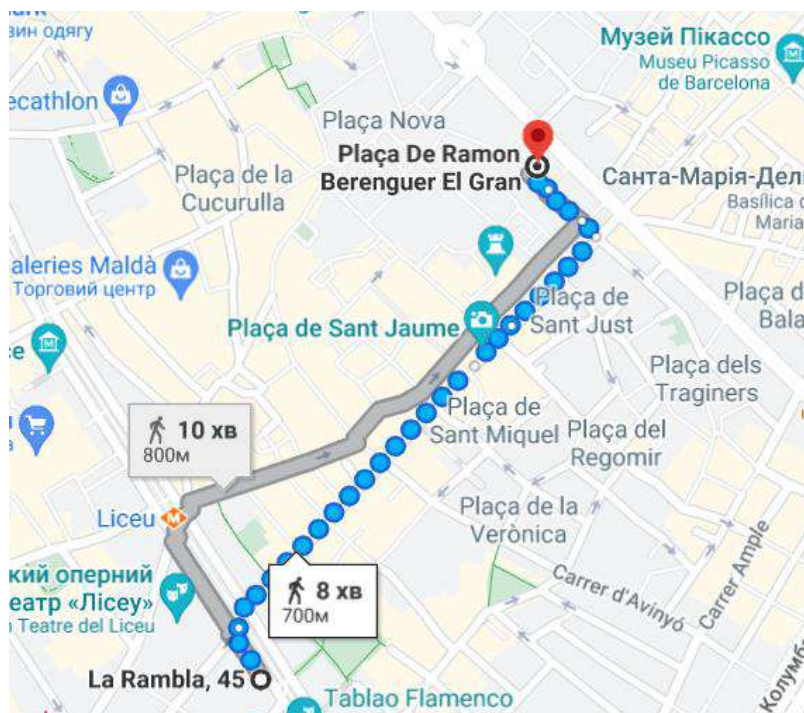 зин одягу
ecathlon
Plaça de la
Cucurulla
Plaça Nova
Plaça De Ramon
Berenguer El Gran
Музей Пікассо
Museu Picasso
de Barcelona
Санта-Марія-Дел
Basílica d
Maria
aleries Maldà
Торговий центр
Plaça de Sant Jaume
Plaça de
Sant Just
Plaça d
Bala
Plaça dels
Traginers
10 хв
800м
Plaça de
Sant Miquel
Plaça del
Regomir
Liceu
Plaça de la
Verònica
кий оперний
еатр «Лісеу»
Teatre del Liceu
8 хв
700м
Carrer d'Avinyó
Carrer Ample
Колумба
La Rambla, 45
Tablao Flamenco